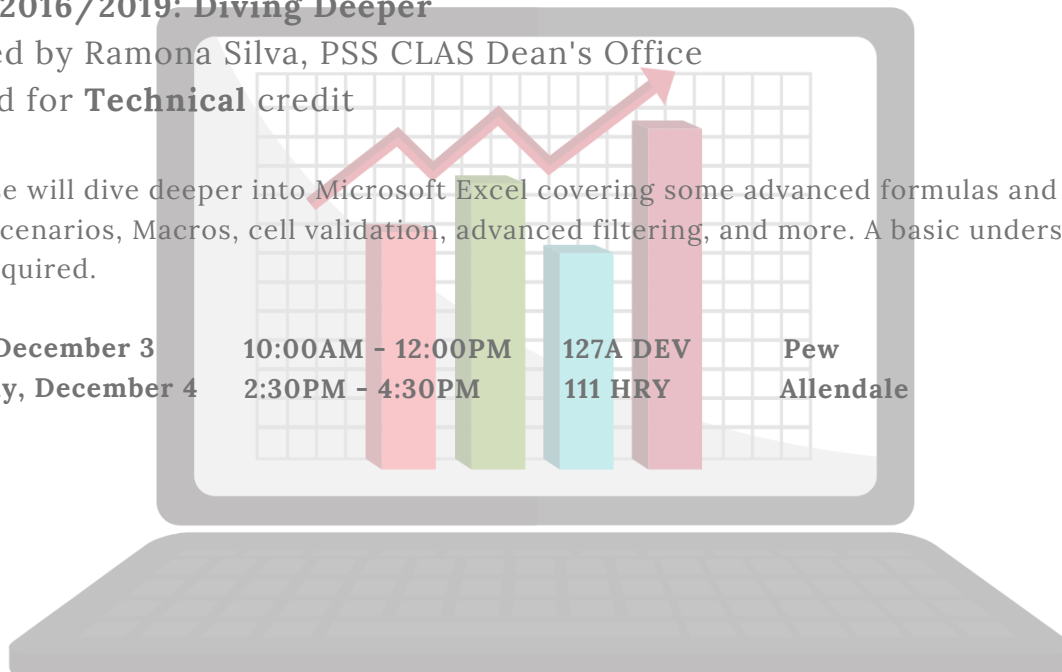 2016/2019: Diving Deeper
ed by Ramona Silva, PSS CLAS Dean's Office
d for Technical credit
se will dive deeper into Microsoft Excel covering some advanced formulas and
cenarios, Macros, cell validation, advanced filtering, and more. A basic unders
quired.
December 3 10:00AM - 12:00PM 127A DEV Pew
y, December 4 2:30PM - 4:30PM 111 HRY Allendale